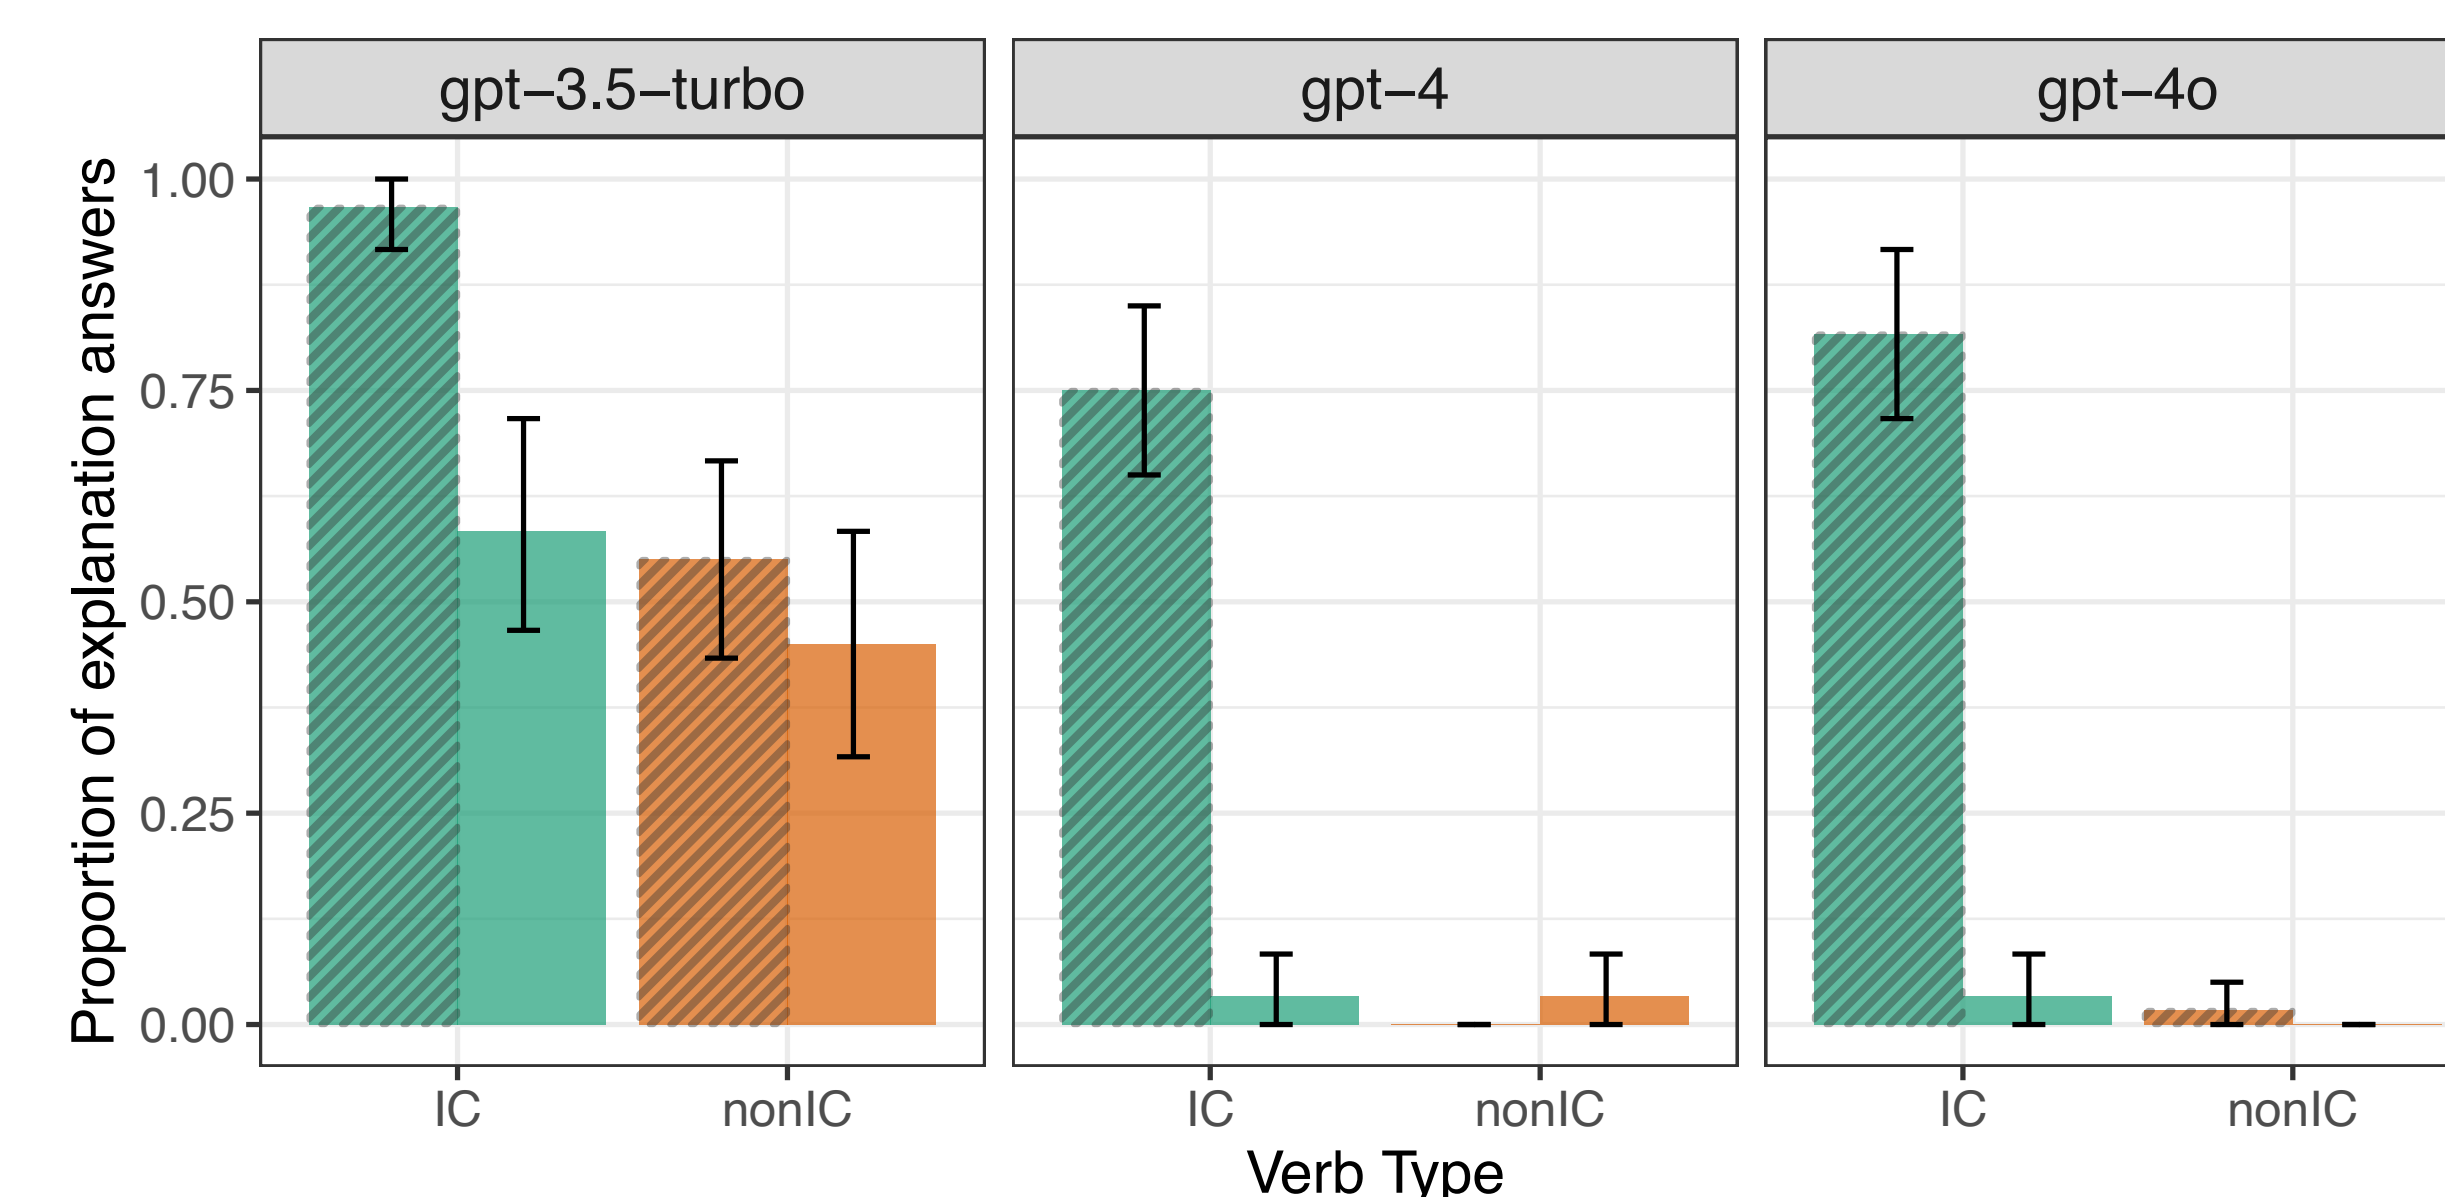 gpt−3.5−turbo
gpt−4
gpt−4o
Proportion of explanation answers
1.00
0.75
0.50
0.25
0.00
IC
nonIC
IC
nonIC
IC
nonIC
Verb Type